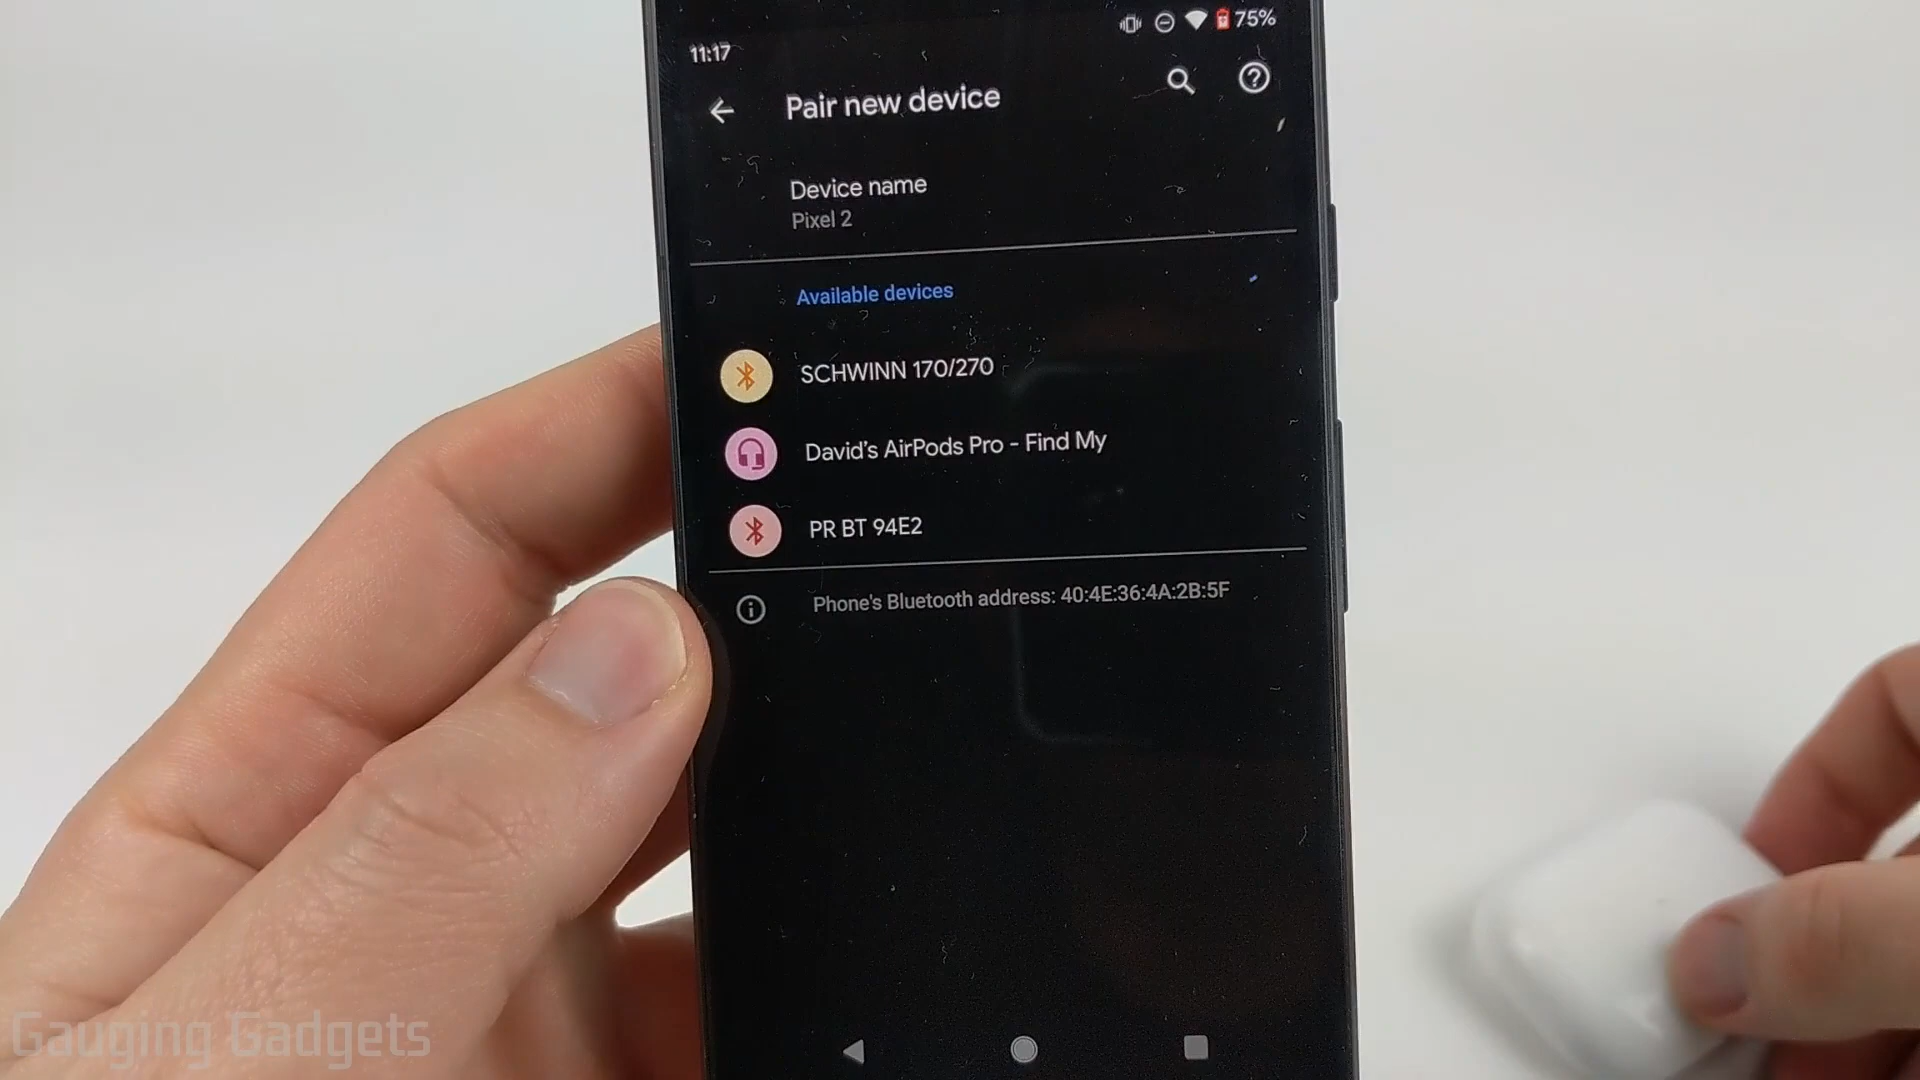 75%
11:17
Pair new device
Device name
Pixel 2
Available devices
SCHWINN 170/270
David's AirPods Pro - Find My
PR BT 94E2
Phone's Bluetooth address: 40:4E:36:4A:2B:5F
Gauging Gadgets